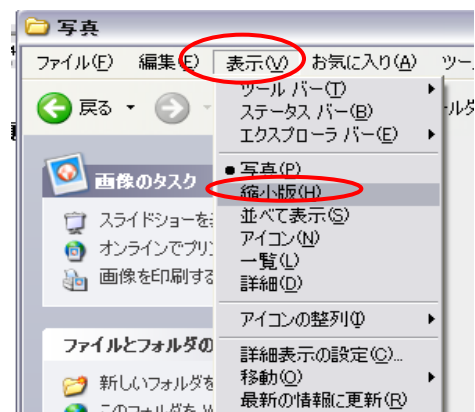 写真
ファイル(F) 編集(E) 表示(V) お気に入り(A) ツー
戻る
ツール バー(T)
ステータス バー(B)
エクスプローラ バー(E)
写真(P)
縮小版(H)
並べて表示(S)
アイコン(N)
一覧(L)
詳細(D)
アイコンの整列(I)
詳細表示の設定(C)...
移動(O)
最新の情報に更新(R)
画像のタスク
スライドショーを
オンラインでプリ
画像を印刷する
ファイルとフォルダの
新しいフォルダを
このフォルダを W